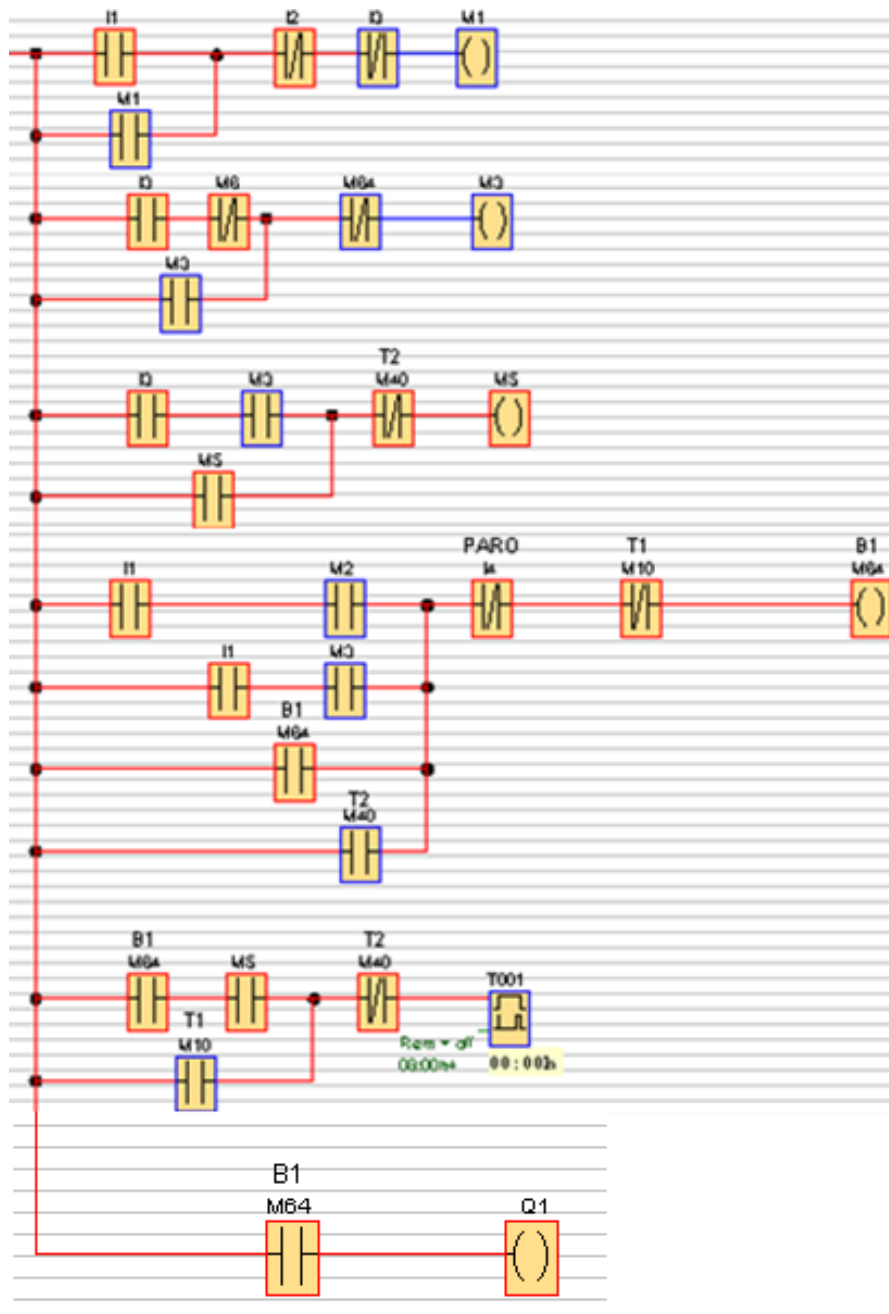 I1 I2 I3 M1
M1
I3 M6 M64 M3
M3
T2
I3 M3 M40 M5
M5
PARO T1 B1
I1 M2 I4 M10 M64
I1 M3
B1
M64
T2
M40
B1 T2
M64 M5 M40 T001
T1
M10
Rem = off
00:00h
B1
M64 Q1